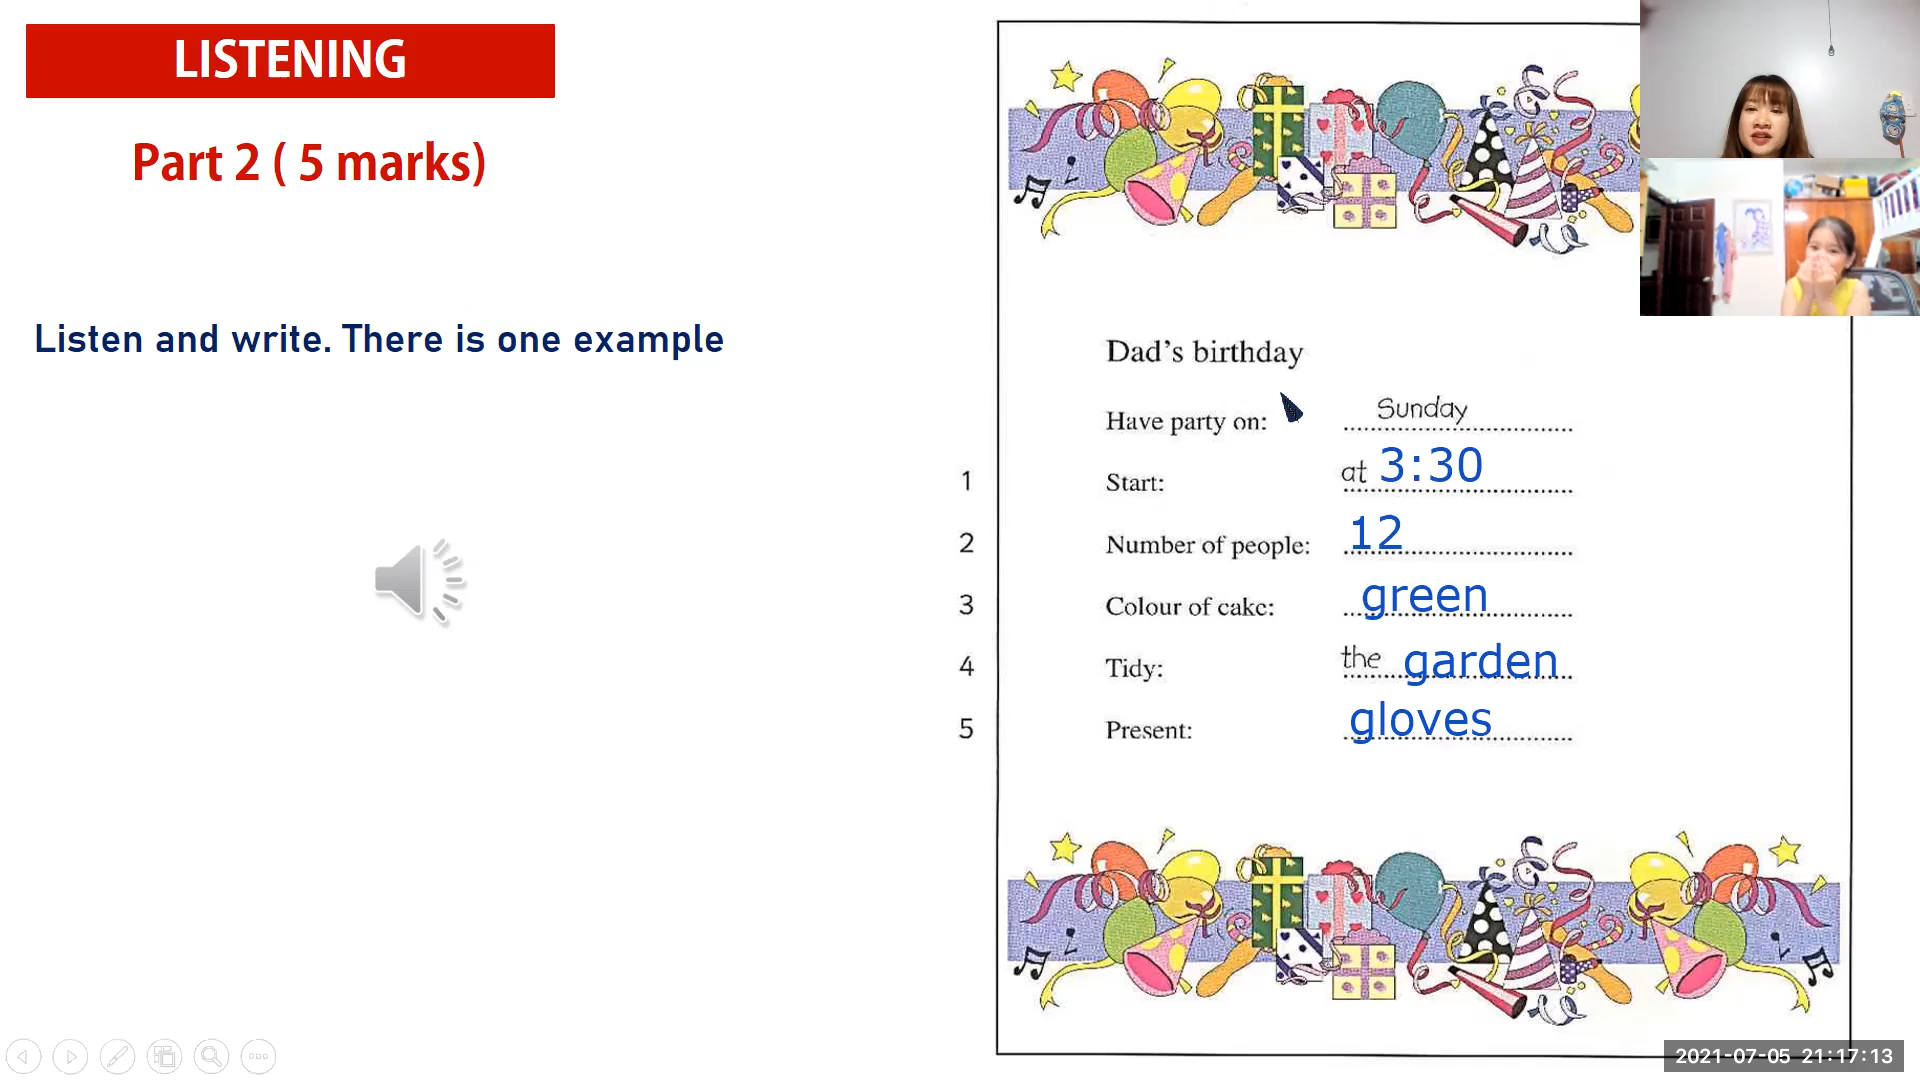 LISTENING
Part 2 ( 5 marks)
Listen and write. There is one example
Dad's birthday
Have party on: Sunday
1 Start: at 3:30
2 Number of people: 12
3 Colour of cake: green
4 Tidy: the garden
5 Present: gloves
2021-07-05 21:17:13